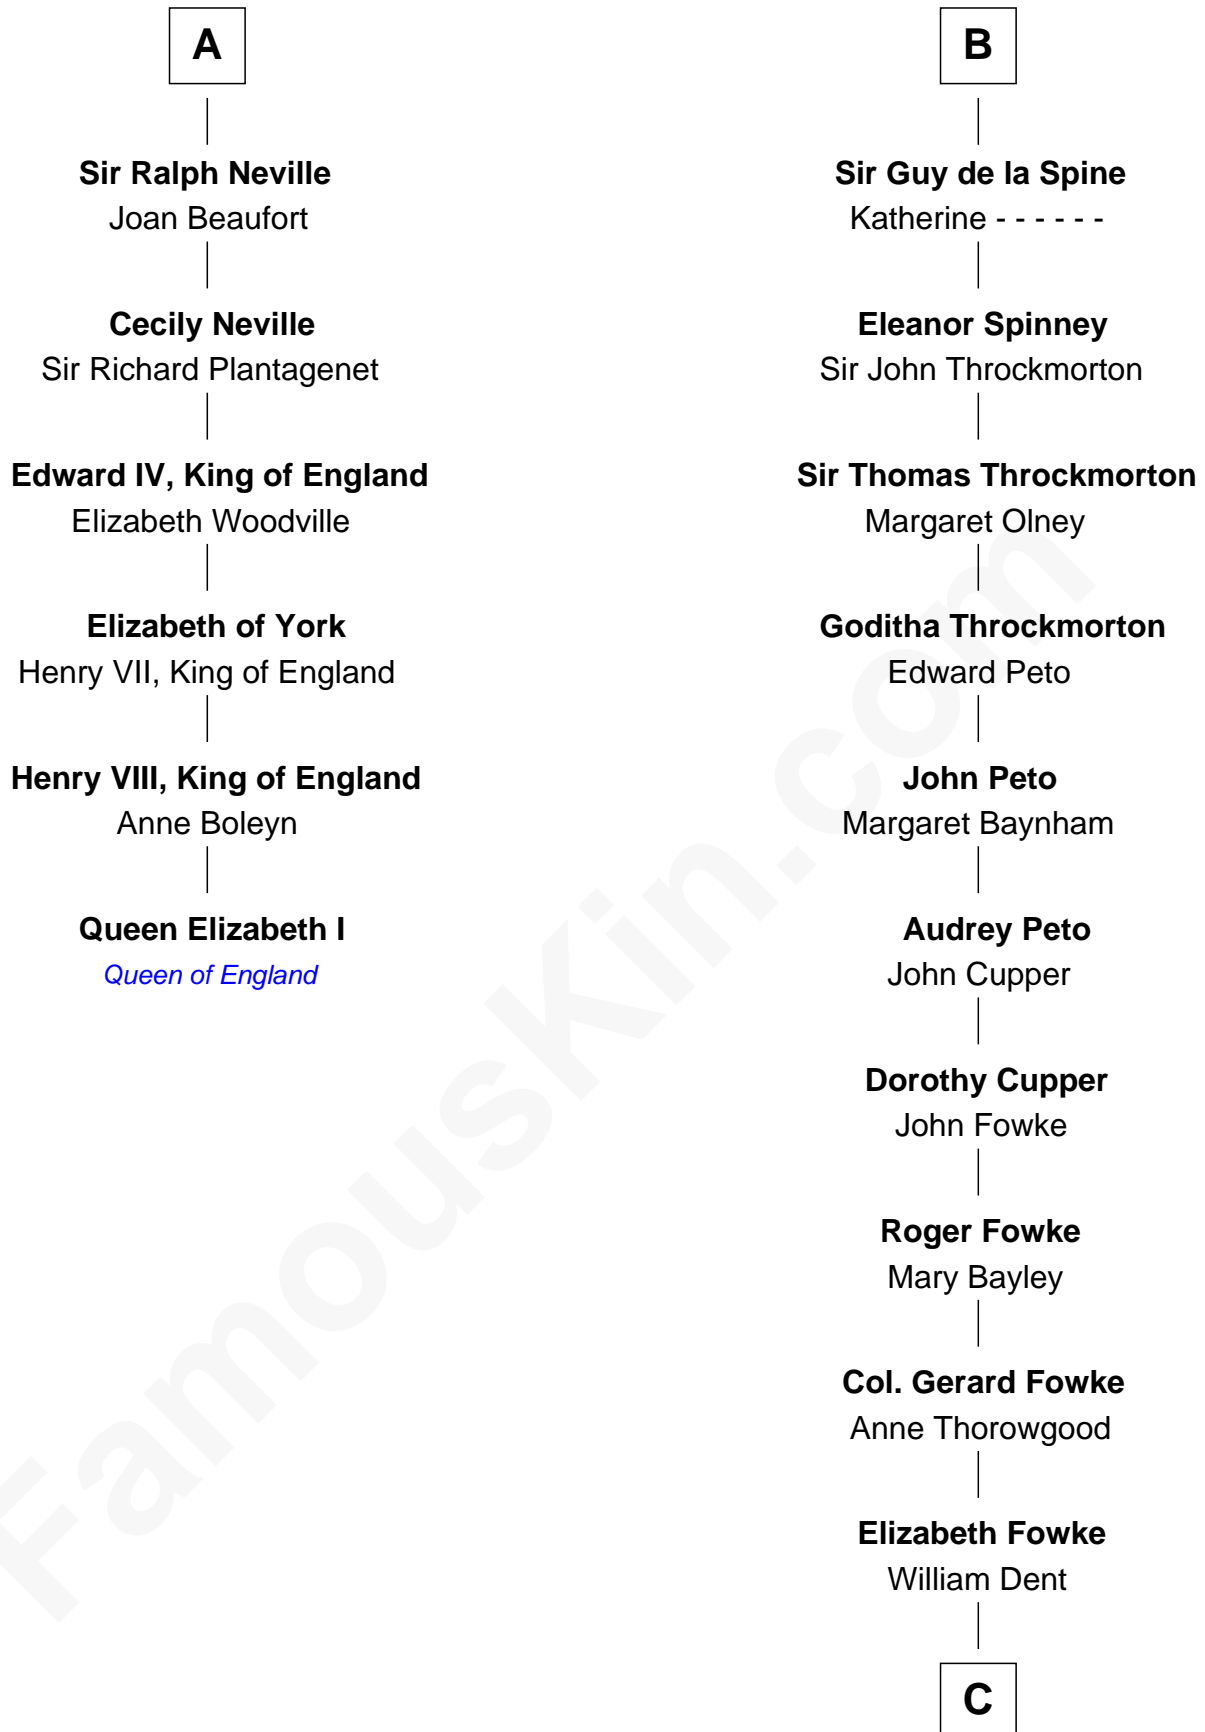 A
Sir Ralph Neville
Joan Beaufort
Cecily Neville
Sir Richard Plantagenet
Edward IV, King of England
Elizabeth Woodville
Elizabeth of York
Henry VII, King of England
Henry VIII, King of England
Anne Boleyn
Queen Elizabeth I
Queen of England
B
Sir Guy de la Spine
Katherine - - - - - -
Eleanor Spinney
Sir John Throckmorton
Sir Thomas Throckmorton
Margaret Olney
Goditha Throckmorton
Edward Peto
John Peto
Margaret Baynham
Audrey Peto
John Cupper
Dorothy Cupper
John Fowke
Roger Fowke
Mary Bayley
Col. Gerard Fowke
Anne Thorowgood
Elizabeth Fowke
William Dent
C
FamousKin.com